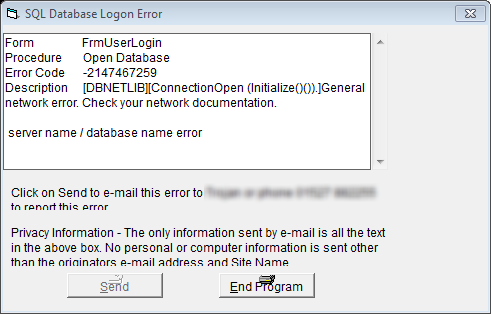 SQL Database Logon Error
Form FrmUserLogin
Procedure Open Database
Error Code -2147467259
Description [DBNETLIB][ConnectionOpen (Initialize()()).]General
network error. Check your network documentation.
server name / database name error
Click on Send to e-mail this error to
to report this error
Privacy Information - The only information sent by e-mail is all the text
in the above box. No personal or computer information is sent other
than the originators e-mail address and Site Name
Send
End Program